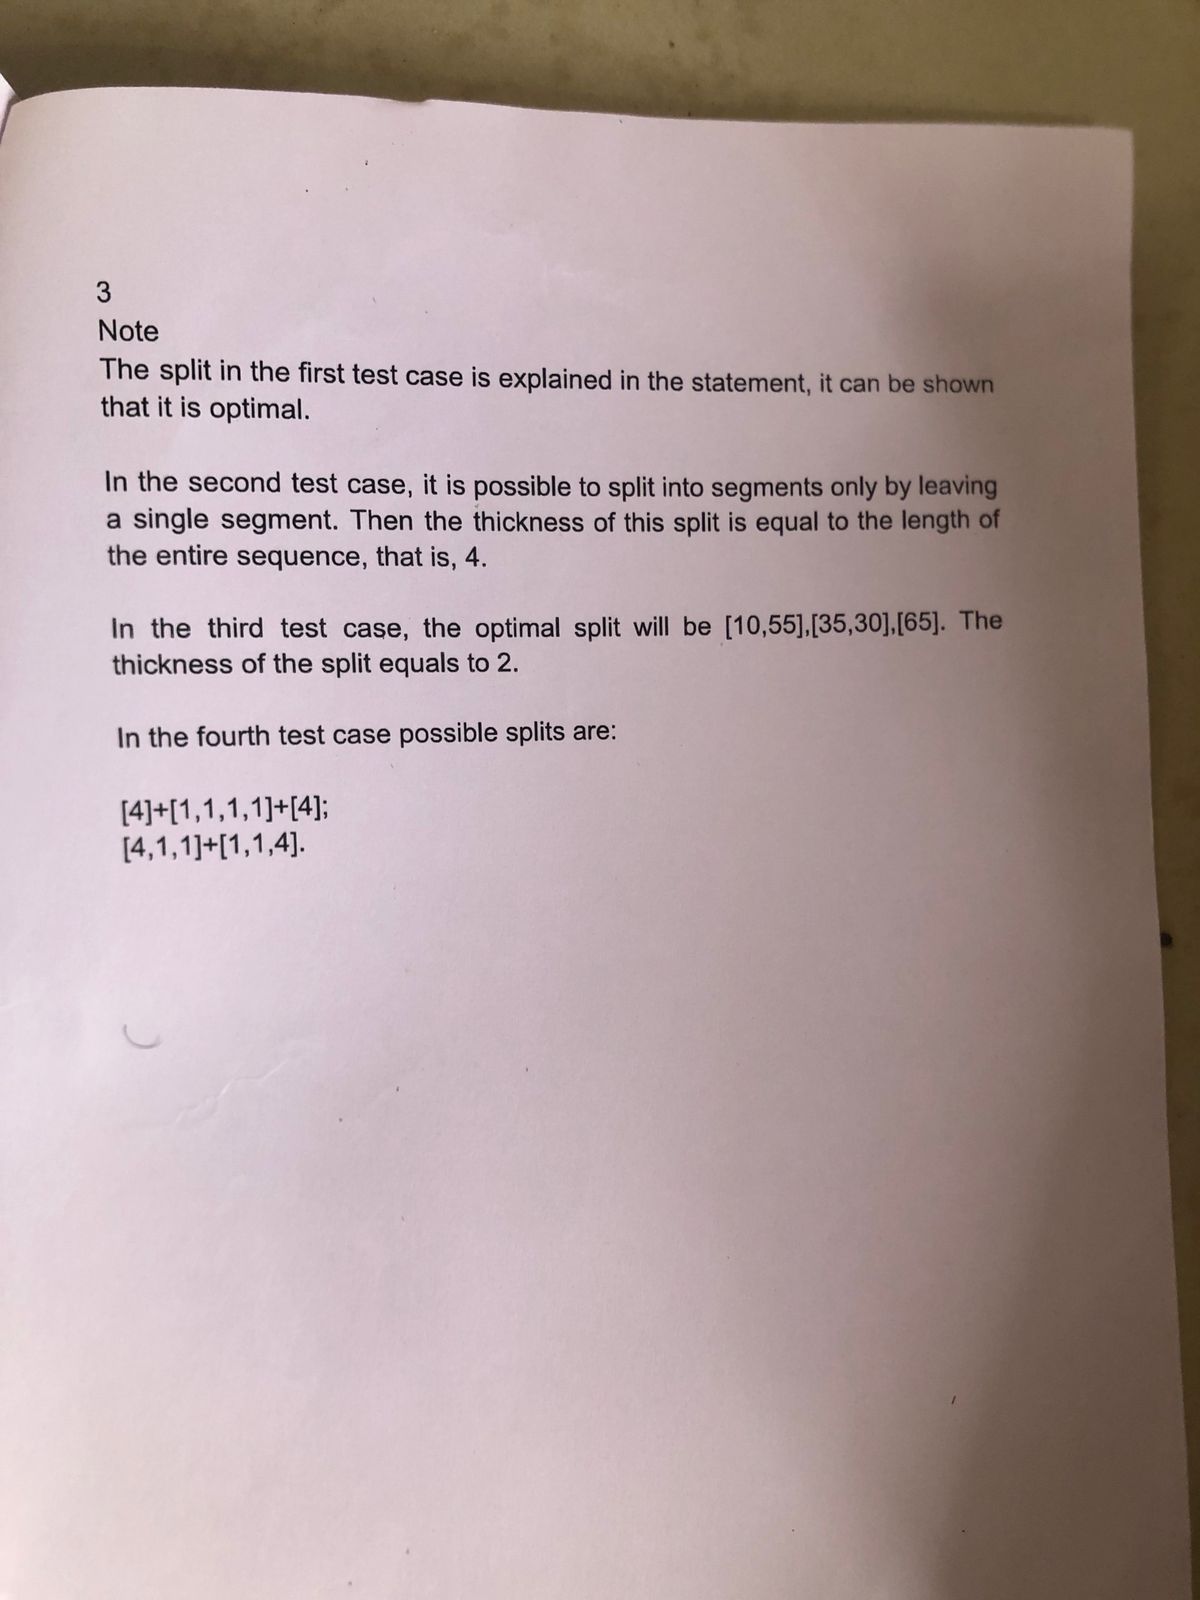 3
Note
The split in the first test case is explained in the statement, it can be shown
that it is optimal.
In the second test case, it is possible to split into segments only by leaving
a single segment. Then the thickness of this split is equal to the length of
the entire sequence, that is, 4.
In the third test case, the optimal split will be [10,55],[35,30],[65]. The
thickness of the split equals to 2.
In the fourth test case possible splits are:
[4]+[1,1,1,1]+[4];
[4,1,1]+[1,1,4].